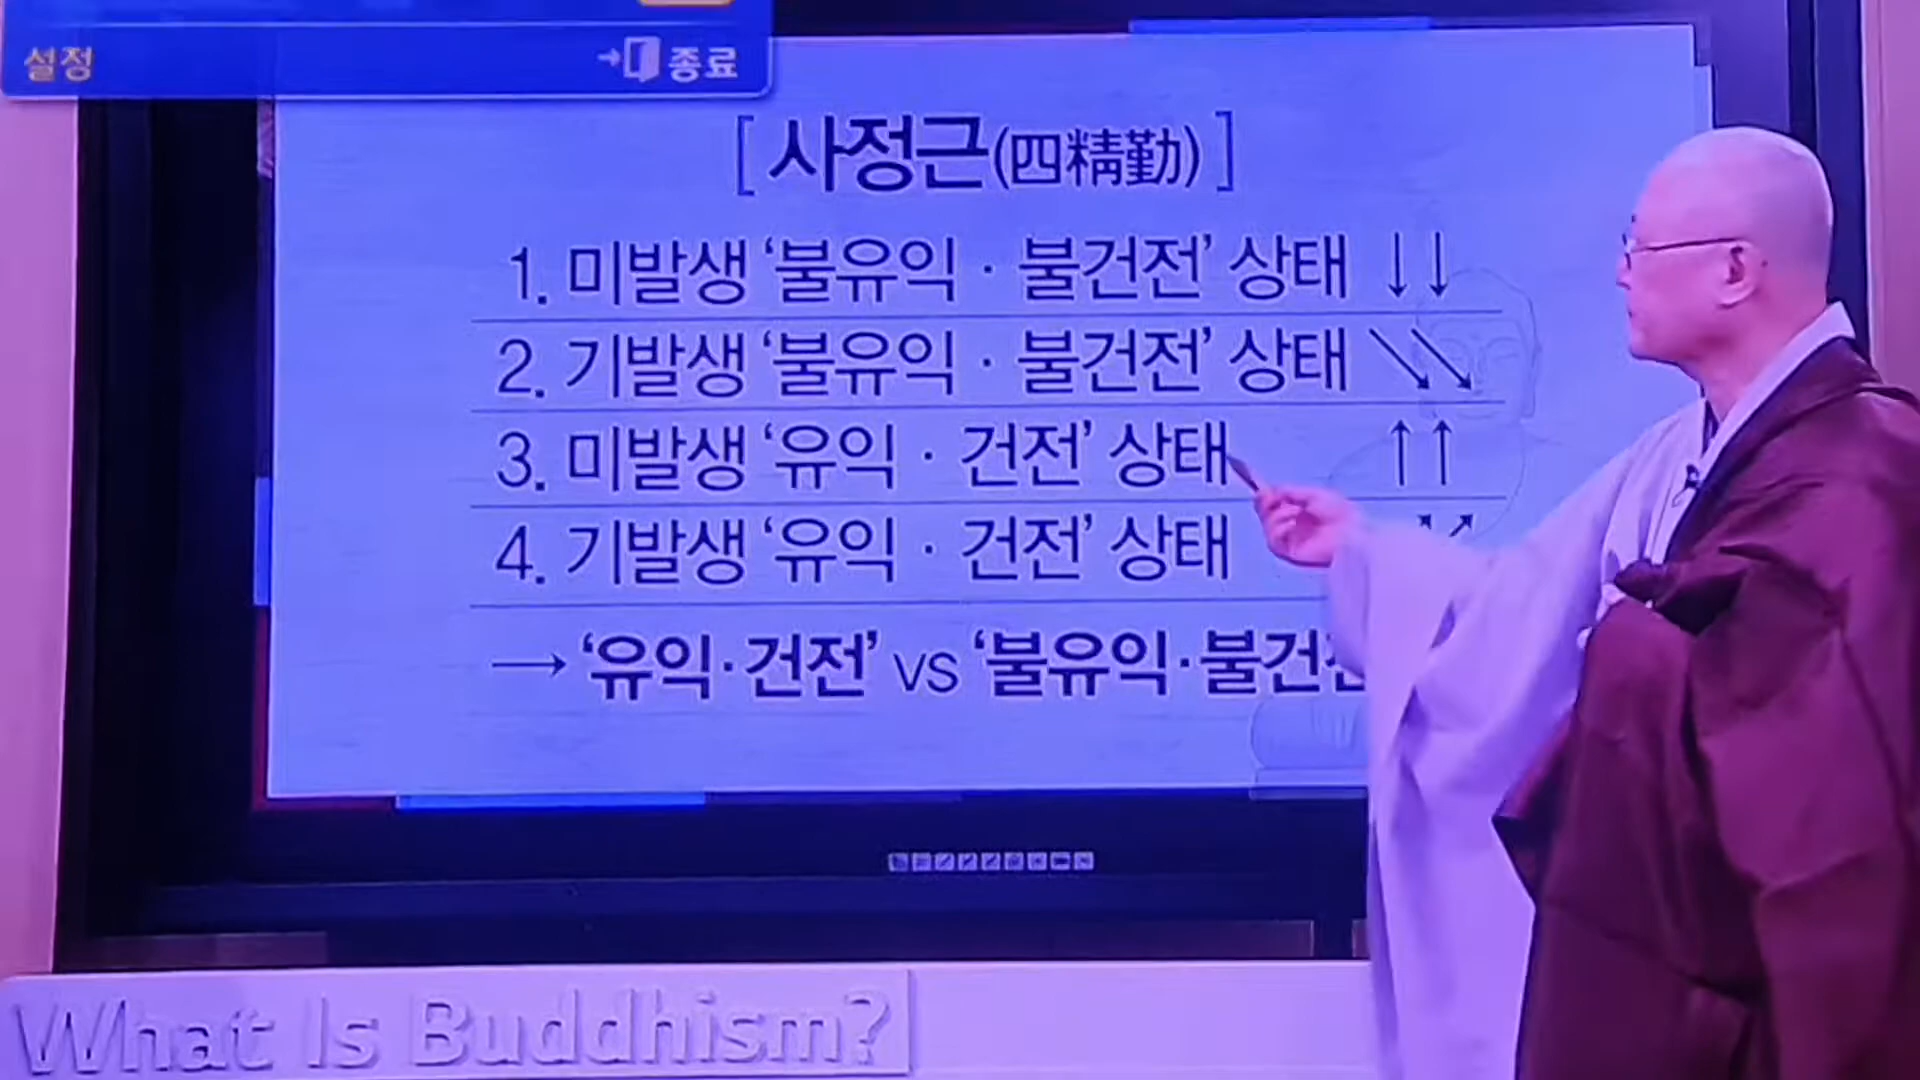 설정
종료
[ 사정근(四精勤) ]
1. 미발생 ‘불유익 · 불건전’ 상태 ↓↓
2. 기발생 ‘불유익 · 불건전’ 상태 ↘↘
3. 미발생 ‘유익 · 건전’ 상태 ↑↑
4. 기발생 ‘유익 · 건전’ 상태 ↗↗
→ ‘유익·건전’ vs ‘불유익·불건
What Is Buddhism?